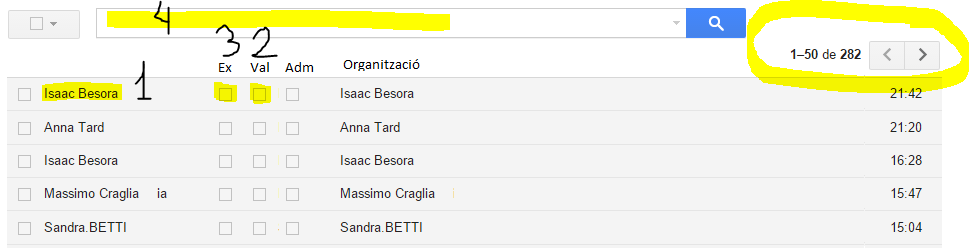 4
1–50 de 282
3 2
Ex Val Adm Organització
Isaac Besora 1 Isaac Besora 21:42
Anna Tard Anna Tard 21:20
Isaac Besora Isaac Besora 16:28
Massimo Craglia ia Massimo Craglia 15:47
Sandra.BETTI Sandra.BETTI 15:04